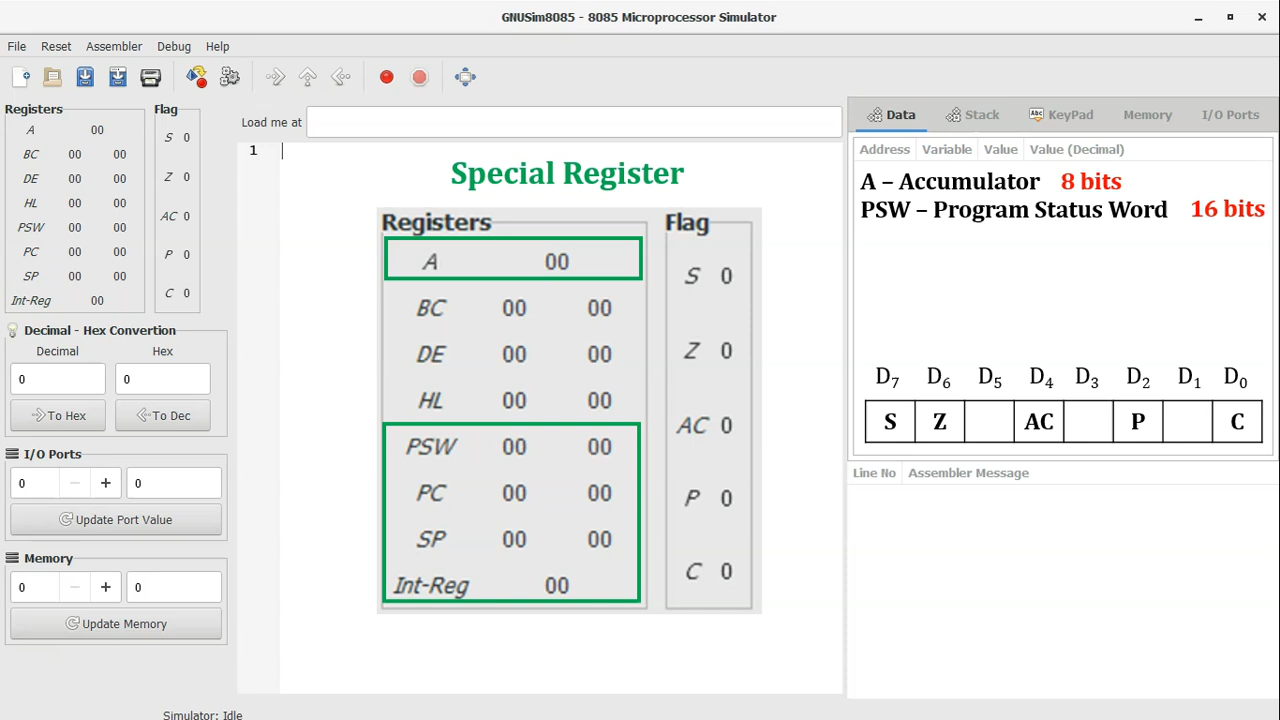 GNUSim8085 - 8085 Microprocessor Simulator
File Reset Assembler Debug Help
Registers
A 00
BC 00 00
DE 00 00
HL 00 00
PSW 00 00
PC 00 00
SP 00 00
Int-Reg 00
Flag
S 0
Z 0
AC 0
P 0
C 0
Decimal - Hex Convertion
Decimal Hex
0 0
To Hex To Dec
I/O Ports
0 - + 0
Update Port Value
Memory
0 - + 0
Update Memory
Load me at
1
Special Register
Registers
A 00
BC 00 00
DE 00 00
HL 00 00
PSW 00 00
PC 00 00
SP 00 00
Int-Reg 00
Flag
S 0
Z 0
AC 0
P 0
C 0
Data Stack Abc KeyPad Memory I/O Ports
Address Variable Value Value (Decimal)
A – Accumulator 8 bits
PSW – Program Status Word 16 bits
D₇ D₆ D₅ D₄ D₃ D₂ D₁ D₀
S Z AC P C
Line No Assembler Message
Simulator: Idle